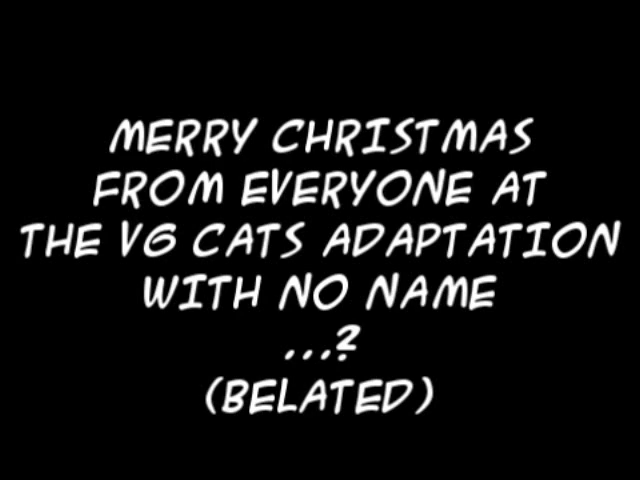 MERRY CHRISTMAS
FROM EVERYONE AT
THE VG CATS ADAPTATION
WITH NO NAME
...?
(BELATED)